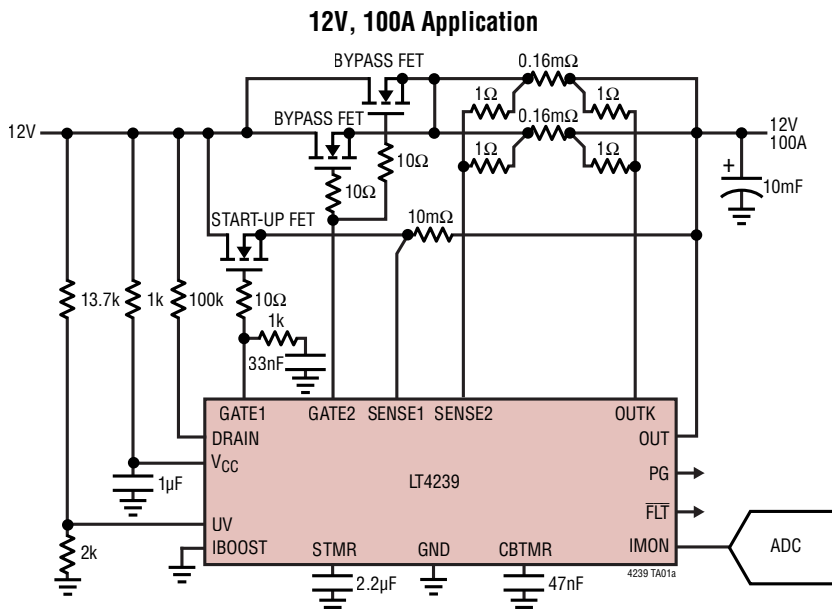 12V, 100A Application
BYPASS FET
0.16mΩ
1Ω
1Ω
BYPASS FET
0.16mΩ
12V
12V
100A
1Ω
1Ω
10Ω
+
10mF
10Ω
START-UP FET
10mΩ
13.7k
1k
100k
10Ω
1k
33nF
GATE1
GATE2
SENSE1
SENSE2
OUTK
DRAIN
OUT
VCC
1µF
LT4239
PG
FLT
UV
IBOOST
STMR
GND
CBTMR
IMON
ADC
2k
2.2µF
47nF
4239 TA01a